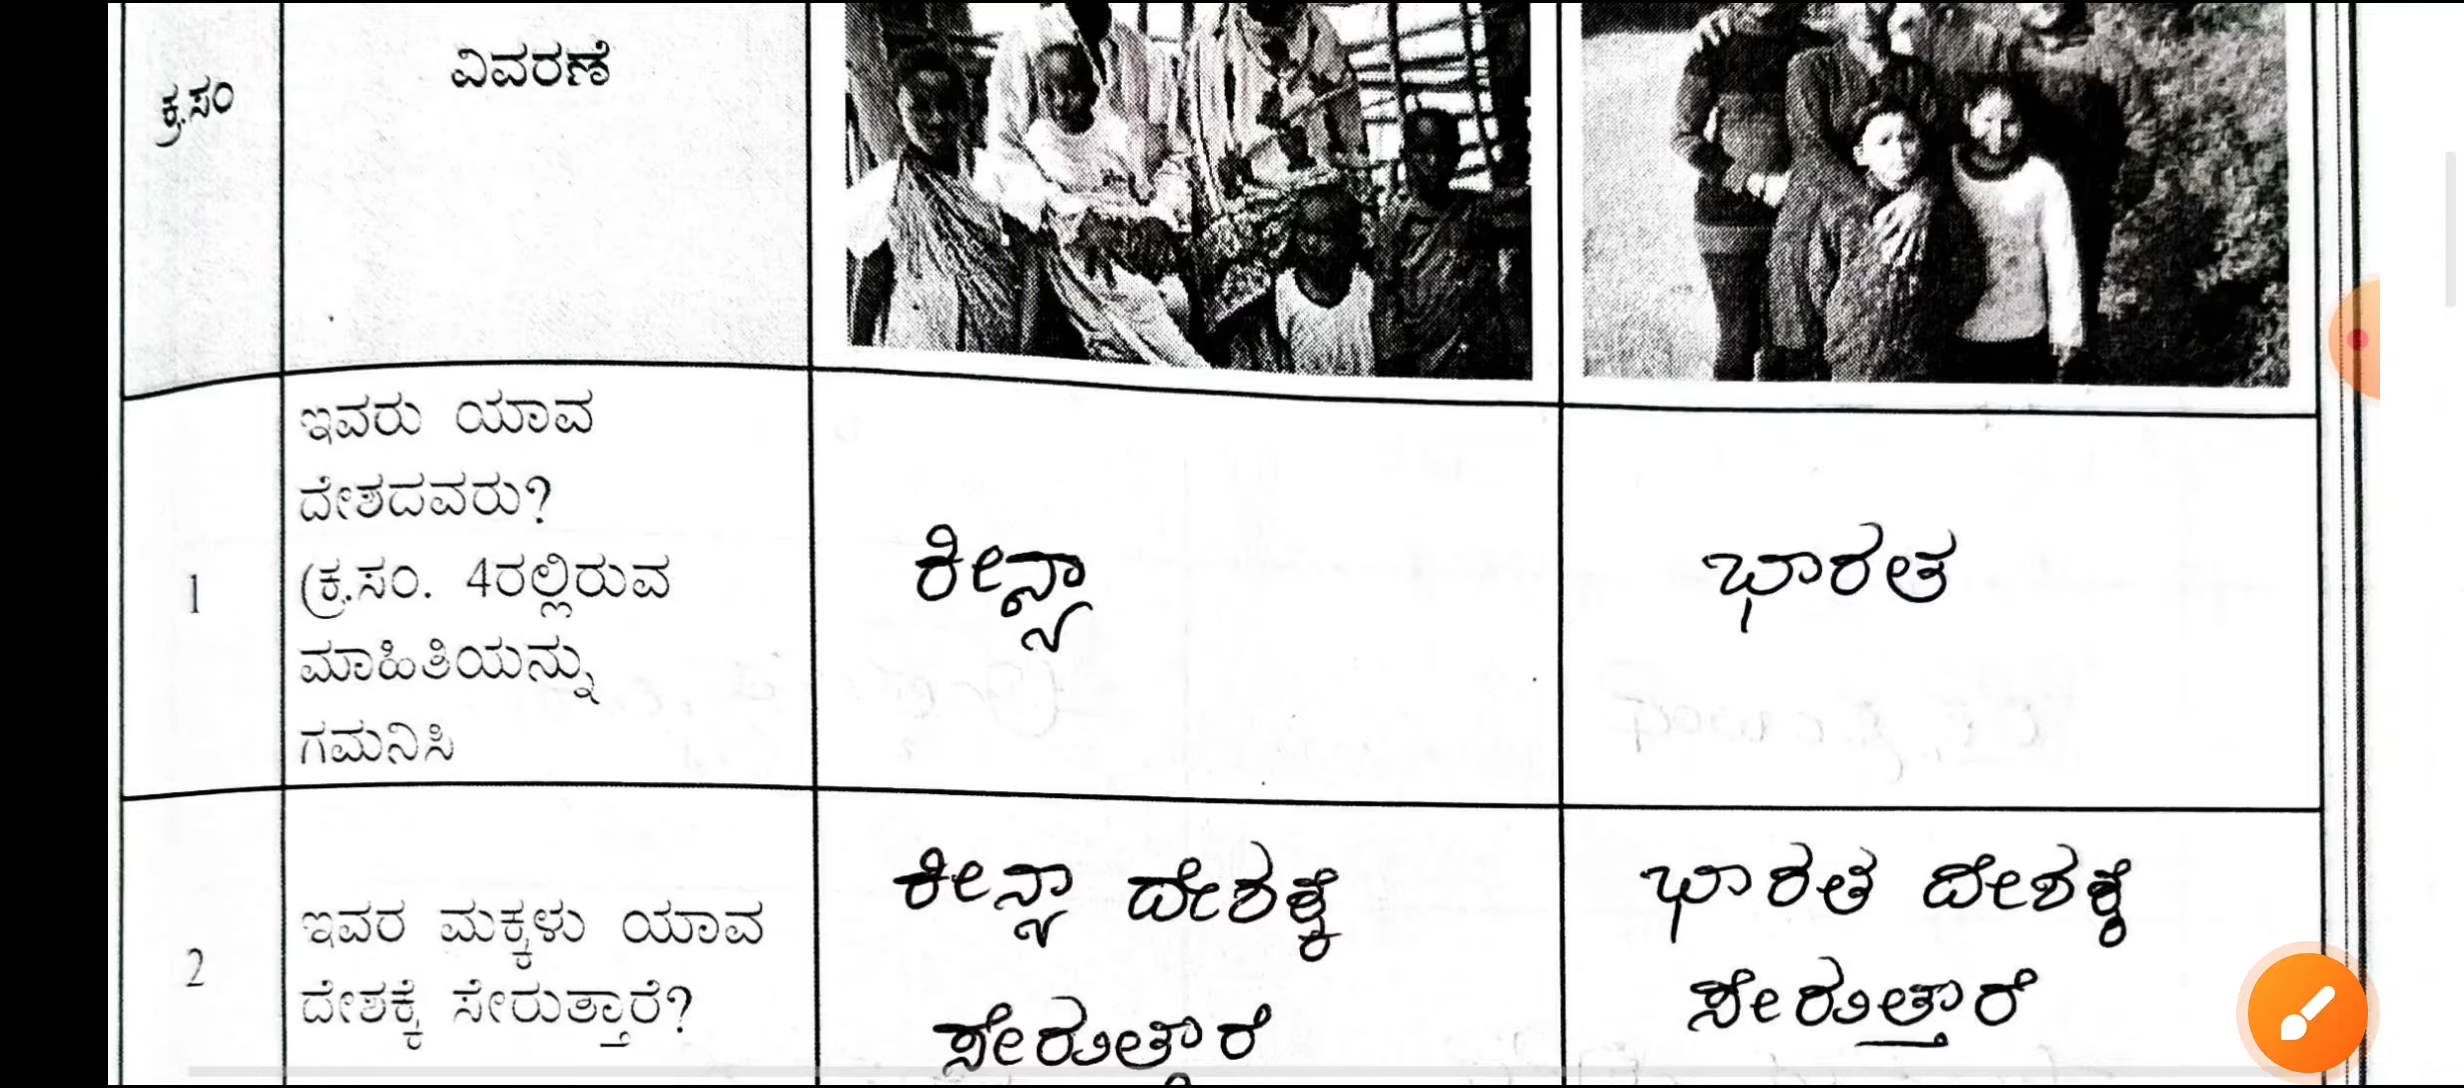 ಕ್ರ.ಸಂ
ವಿವರಣೆ
1
ಇವರು ಯಾವ
ದೇಶದವರು?
(ಕ್ರ.ಸಂ. 4ರಲ್ಲಿರುವ
ಮಾಹಿತಿಯನ್ನು
ಗಮನಿಸಿ
ಕೀನ್ಯಾ
ಭಾರತ
2
ಇವರ ಮಕ್ಕಳು ಯಾವ
ದೇಶಕ್ಕೆ ಸೇರುತ್ತಾರೆ?
ಕೀನ್ಯಾ ದೇಶಕ್ಕೆ
ಸೇರುತ್ತಾರೆ
ಭಾರತ ದೇಶಕ್ಕೆ
ಸೇರುತ್ತಾರೆ